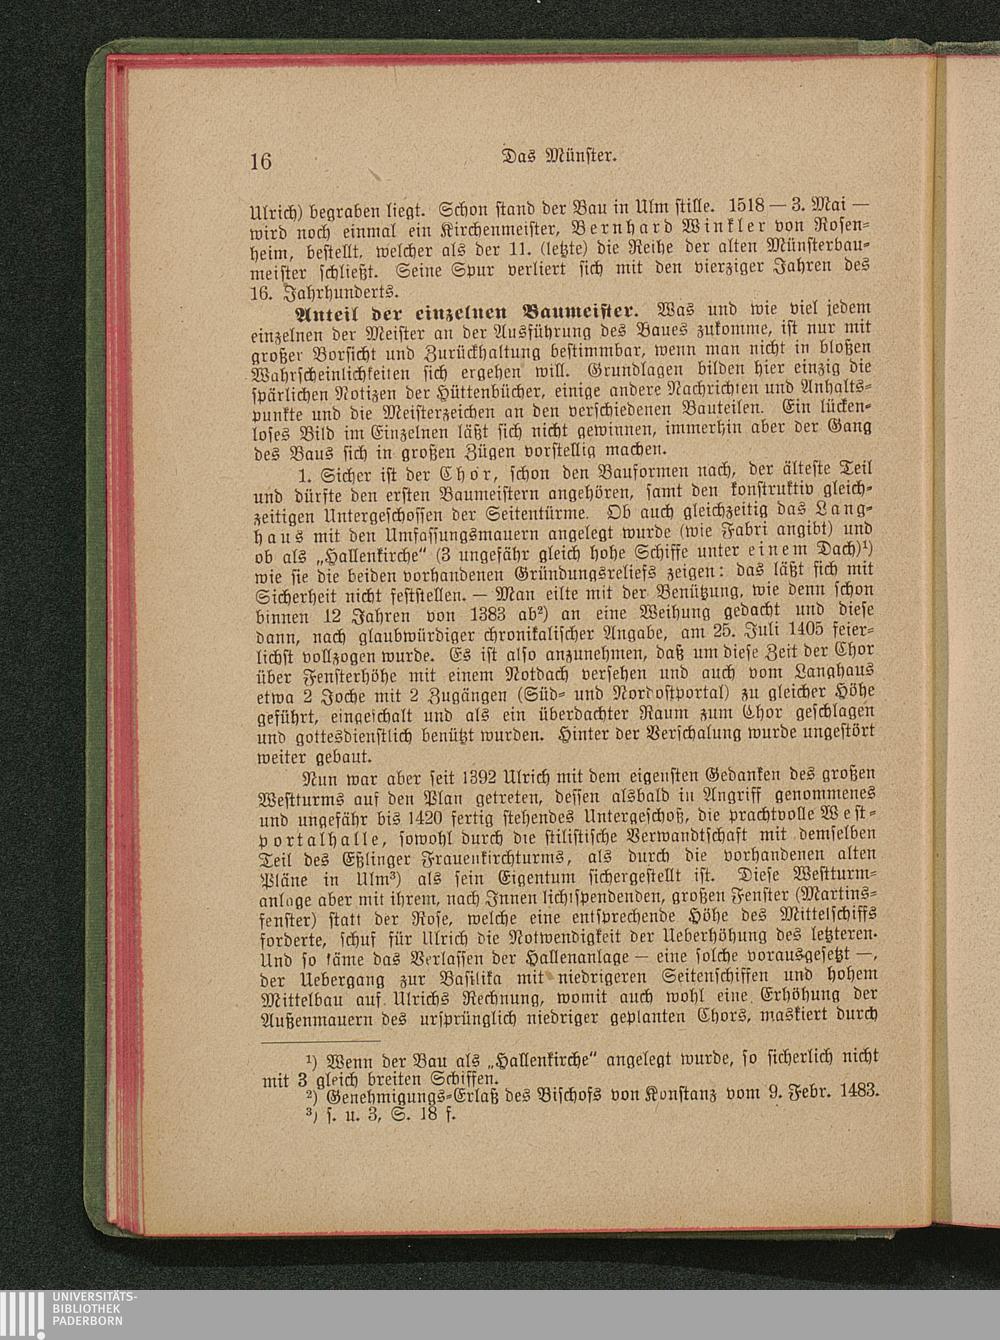 16
Das Münster.
Ulrich) begraben liegt. Schon stand der Bau in Ulm stille. 1518 — 3. Mai —
wird noch einmal ein Kirchenmeister, Bernhard Winkler von Rosen=
heim, bestellt, welcher als der 11. (letzte) die Reihe der alten Münsterbau=
meister schließt. Seine Spur verliert sich mit den vierziger Jahren des
16. Jahrhunderts.
Anteil der einzelnen Baumeister. Was und wie viel jedem
einzelnen der Meister an der Ausführung des Baues zukomme, ist nur mit
großer Vorsicht und Zurückhaltung bestimmbar, wenn man nicht in bloßen
Wahrscheinlichkeiten sich ergehen will. Grundlagen bilden hier einzig die
spärlichen Notizen der Hüttenbücher, einige andere Nachrichten und Anhalts=
punkte und die Meisterzeichen an den verschiedenen Bauteilen. Ein lücken=
loses Bild im Einzelnen läßt sich nicht gewinnen, immerhin aber der Gang
des Baus sich in großen Zügen vorstellig machen.
1. Sicher ist der Chor, schon den Bauformen nach, der älteste Teil
und dürfte den ersten Baumeistern angehören, samt den konstruktiv gleich=
zeitigen Untergeschossen der Seitentürme. Ob auch gleichzeitig das Lang=
haus mit den Umfassungsmauern angelegt wurde (wie Fabri angibt) und
ob als „Hallenkirche“ (3 ungefähr gleich hohe Schiffe unter einem Dach)¹)
wie sie die beiden vorhandenen Gründungsreliefs zeigen: das läßt sich mit
Sicherheit nicht feststellen. — Man eilte mit der Benützung, wie denn schon
binnen 12 Jahren von 1383 ab²) an eine Weihung gedacht und diese
dann, nach glaubwürdiger chronikalischer Angabe, am 25. Juli 1405 feier=
lichst vollzogen wurde. Es ist also anzunehmen, daß um diese Zeit der Chor
über Fensterhöhe mit einem Notdach versehen und auch vom Langhaus
etwa 2 Joche mit 2 Zugängen (Süd= und Nordostportal) zu gleicher Höhe
geführt, eingeschalt und als ein überdachter Raum zum Chor geschlagen
und gottesdienstlich benützt wurden. Hinter der Verschalung wurde ungestört
weiter gebaut.
Nun war aber seit 1392 Ulrich mit dem eigensten Gedanken des großen
Westturms auf den Plan getreten, dessen alsbald in Angriff genommenes
und ungefähr bis 1420 fertig stehendes Untergeschoß, die prachtvolle West=
portalhalle, sowohl durch die stilistische Verwandtschaft mit demselben
Teil des Eßlinger Frauenkirchturms, als durch die vorhandenen alten
Pläne in Ulm³) als sein Eigentum sichergestellt ist. Diese Westturm=
anlage aber mit ihrem, nach Innen lichtspendenden, großen Fenster (Martins=
fenster) statt der Rose, welche eine entsprechende Höhe des Mittelschiffs
forderte, schuf für Ulrich die Notwendigkeit der Ueberhöhung des letzteren.
Und so käme das Verlassen der Hallenanlage — eine solche vorausgesetzt —,
der Uebergang zur Basilika mit niedrigeren Seitenschiffen und hohem
Mittelbau auf Ulrichs Rechnung, womit auch wohl eine Erhöhung der
Außenmauern des ursprünglich niedriger geplanten Chors, maskiert durch
¹) Wenn der Bau als „Hallenkirche“ angelegt wurde, so sicherlich nicht
mit 3 gleich breiten Schiffen.
²) Genehmigungs=Erlaß des Bischofs von Konstanz vom 9. Febr. 1483.
³) s. u. 3, S. 18 f.
UNIVERSITÄTS-
BIBLIOTHEK
PADERBORN